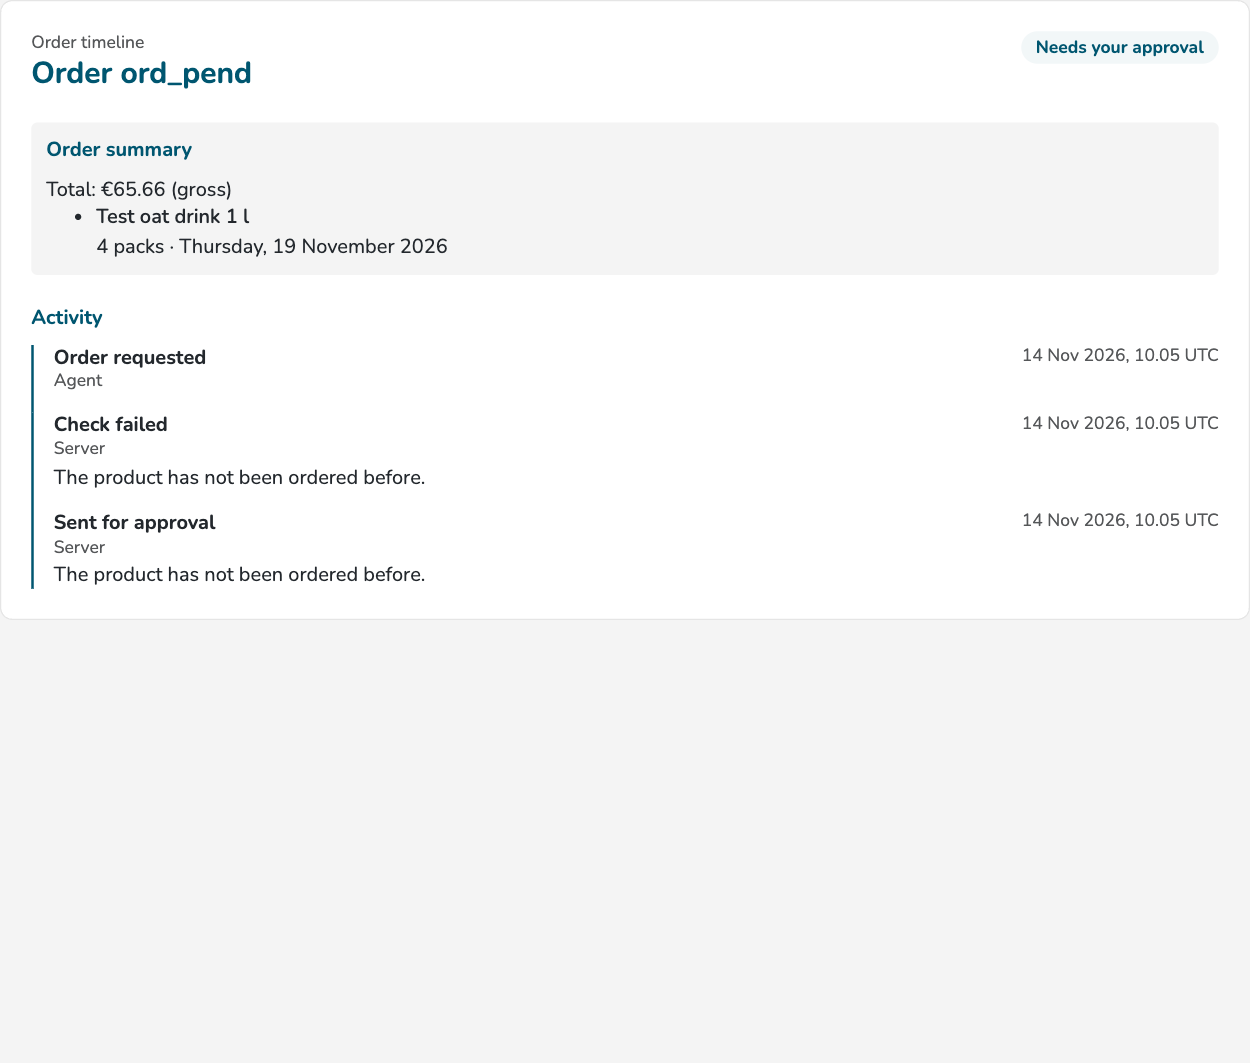 Order timeline
Order ord_pend
Needs your approval
Order summary
Total: €65.66 (gross)
• Test oat drink 1 l
4 packs · Thursday, 19 November 2026
Activity
Order requested
14 Nov 2026, 10.05 UTC
Agent
Check failed
14 Nov 2026, 10.05 UTC
Server
The product has not been ordered before.
Sent for approval
14 Nov 2026, 10.05 UTC
Server
The product has not been ordered before.